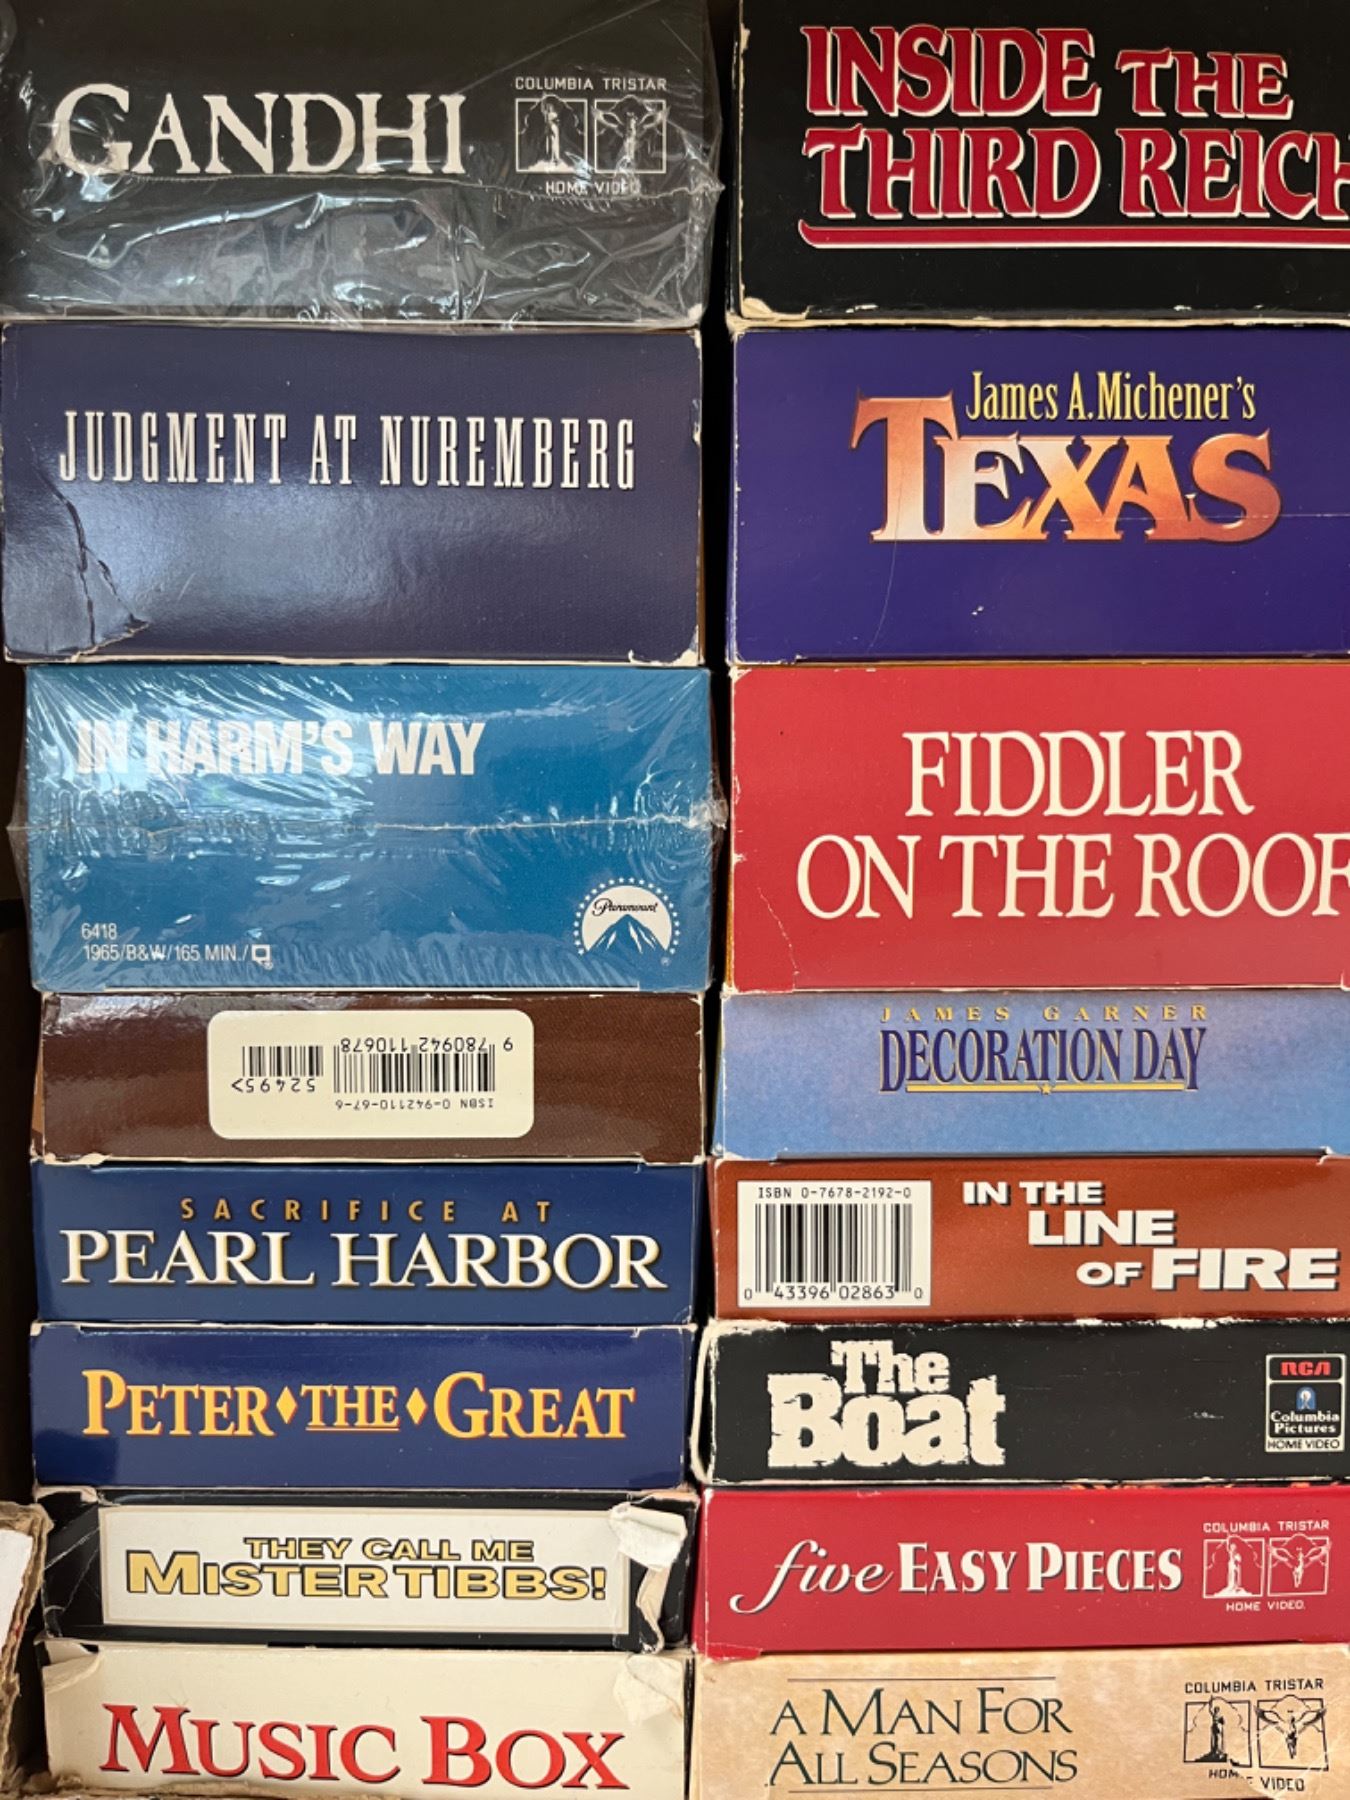 GANDHI
COLUMBIA TRISTAR
HOME VIDEO
JUDGMENT AT NUREMBERG
IN HARM'S WAY
6418
1965/B&W/165 MIN./
Paramount
9 780942 110678
52495>
ISBN 0-942110-67-6
SACRIFICE AT
PEARL HARBOR
PETER THE GREAT
THEY CALL ME
MISTER TIBBS!
MUSIC BOX
INSIDE THE
THIRD REICH
James A. Michener's
TEXAS
FIDDLER
ON THE ROOF
JAMES GARNER
DECORATION DAY
ISBN 0-7678-2192-0
0 43396 02863 0
IN THE
LINE
OF FIRE
The
Boat
RCA
Columbia
Pictures
HOME VIDEO
five EASY PIECES
COLUMBIA TRISTAR
HOME VIDEO.
A MAN FOR
ALL SEASONS
COLUMBIA TRISTAR
HOME VIDEO